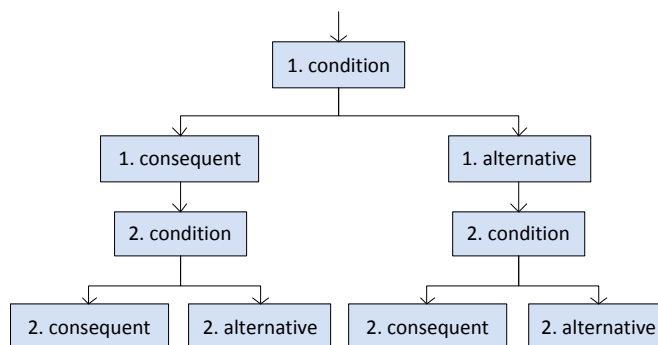 1. condition
1. consequent
1. alternative
2. condition
2. condition
2. consequent
2. alternative
2. consequent
2. alternative